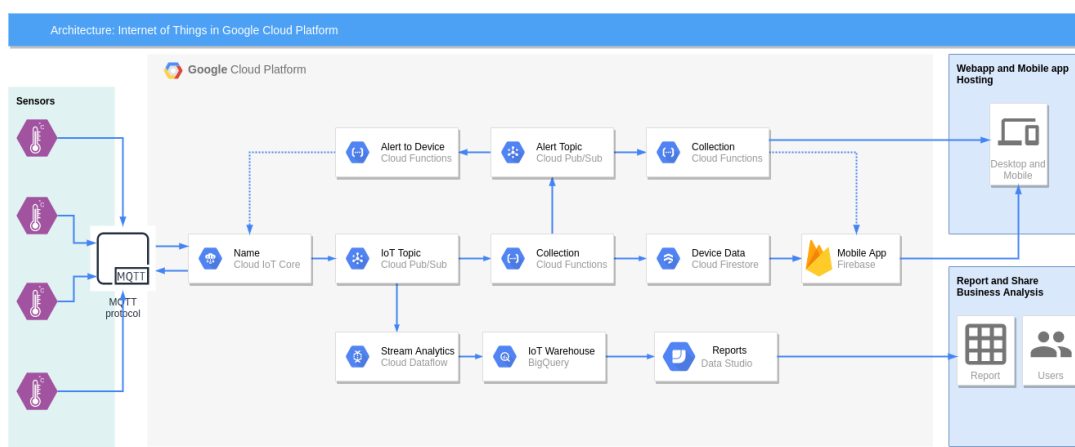 Architecture: Internet of Things in Google Cloud Platform
Google Cloud Platform
Webapp and Mobile app
Hosting
Sensors
Alert to Device
Cloud Functions
Alert Topic
Cloud Pub/Sub
Collection
Cloud Functions
Desktop and
Mobile
MQTT
MQTT
protocol
Name
Cloud IoT Core
IoT Topic
Cloud Pub/Sub
Collection
Cloud Functions
Device Data
Cloud Firestore
Mobile App
Firebase
Report and Share
Business Analysis
Stream Analytics
Cloud Dataflow
IoT Warehouse
BigQuery
Reports
Data Studio
Report
Users